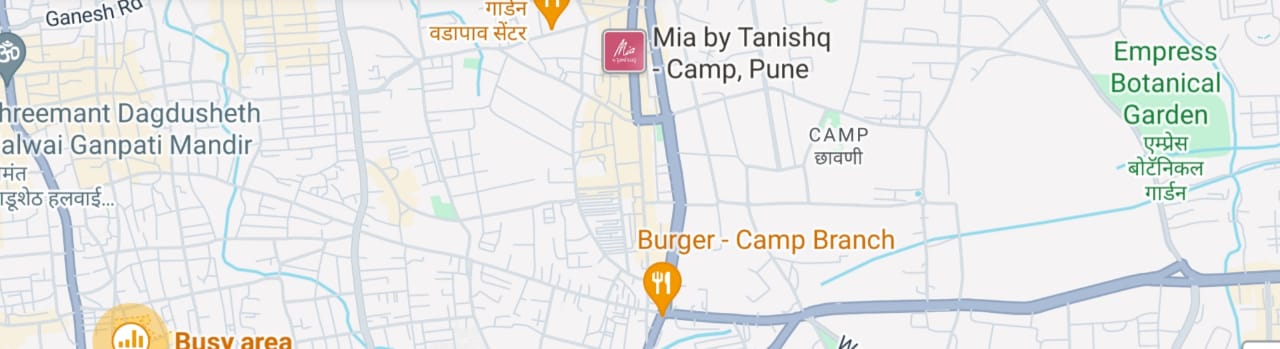 Ganesh Rd
गार्डन
वडापाव सेंटर
Mia
Mia by Tanishq
- Camp, Pune
Empress
Botanical
Garden
एम्प्रेस
बोटॅनिकल
गार्डन
hreemant Dagdusheth
alwai Ganpati Mandir
मंत
डूशेठ हलवाई...
CAMP
छावणी
Burger - Camp Branch
Busy area